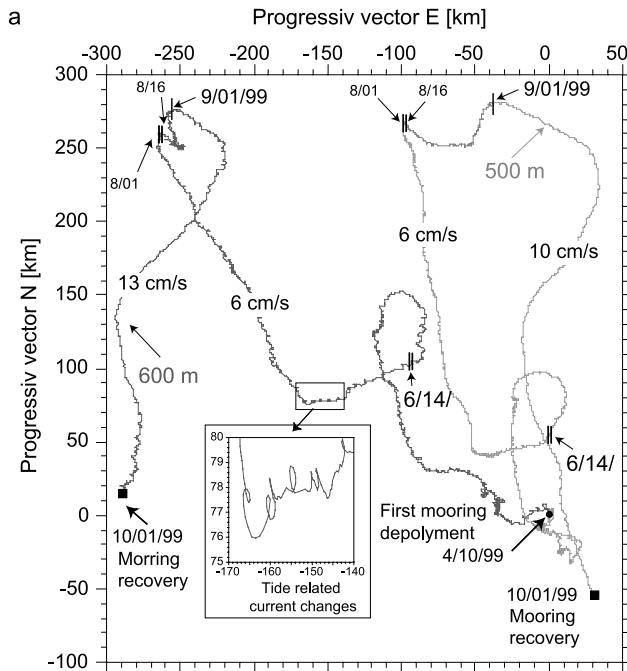 a
Progressiv vector E [km]
-300 -250 -200 -150 -100 -50 0 50
Progressiv vector N [km]
300
250
200
150
100
50
0
-50
-100
8/16
9/01/99
8/01
8/01
8/16
9/01/99
500 m
6 cm/s
10 cm/s
13 cm/s
6 cm/s
600 m
6/14/
6/14/
80
79
78
77
76
75
-170 -160 -150 -140
Tide related
current changes
First mooring
depolyment
4/10/99
10/01/99
Morring
recovery
10/01/99
Mooring
recovery